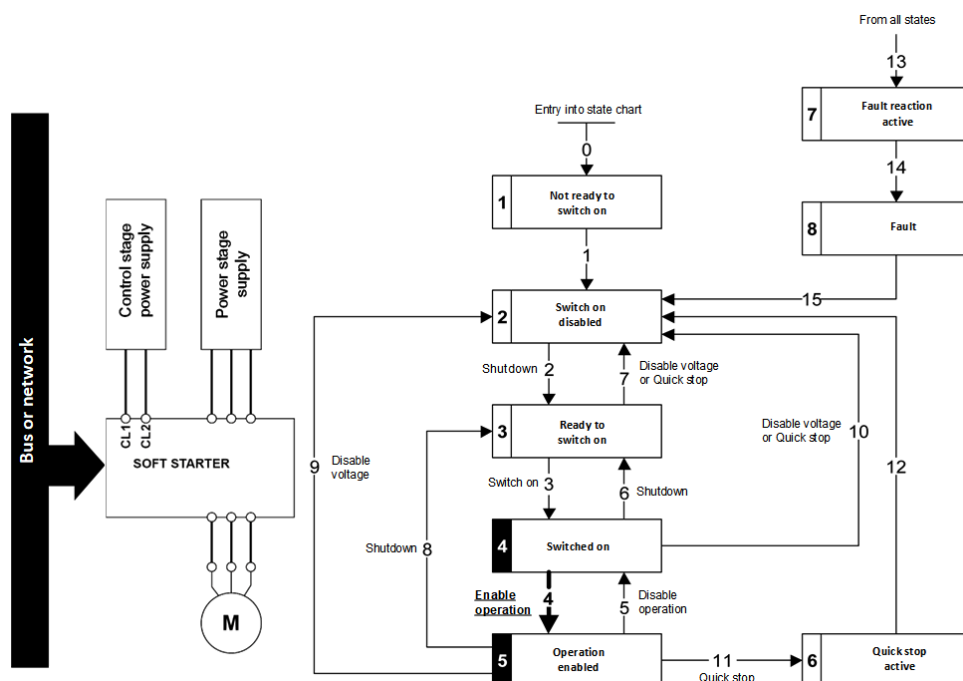 Bus or network
Control stage
power supply
Power stage
supply
CL1
CL2
SOFT STARTER
M
Entry into state chart
0
1
Not ready to
switch on
1
2
Switch on
disabled
Shutdown
2
7
Disable voltage
or Quick stop
3
Ready to
switch on
Switch on
3
6
Shutdown
4
Switched on
Enable
operation
4
5
Disable
operation
5
Operation
enabled
9
Disable
voltage
Shutdown
8
11
Quick stop
6
Quick stop
active
Disable voltage
or Quick stop
10
12
15
From all states
13
7
Fault reaction
active
14
8
Fault